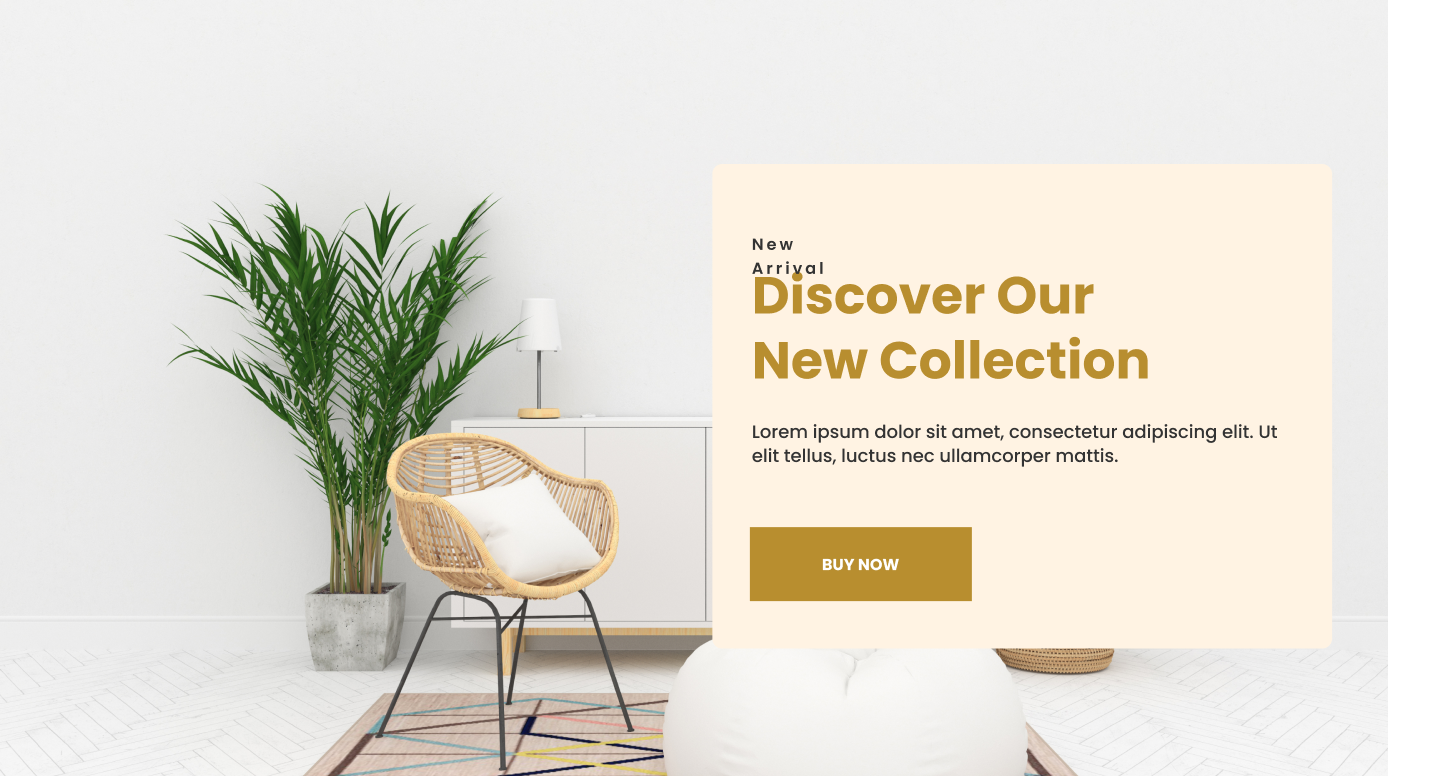 New
Arrival
Discover Our
New Collection
Lorem ipsum dolor sit amet, consectetur adipiscing elit. Ut
elit tellus, luctus nec ullamcorper mattis.
BUY NOW